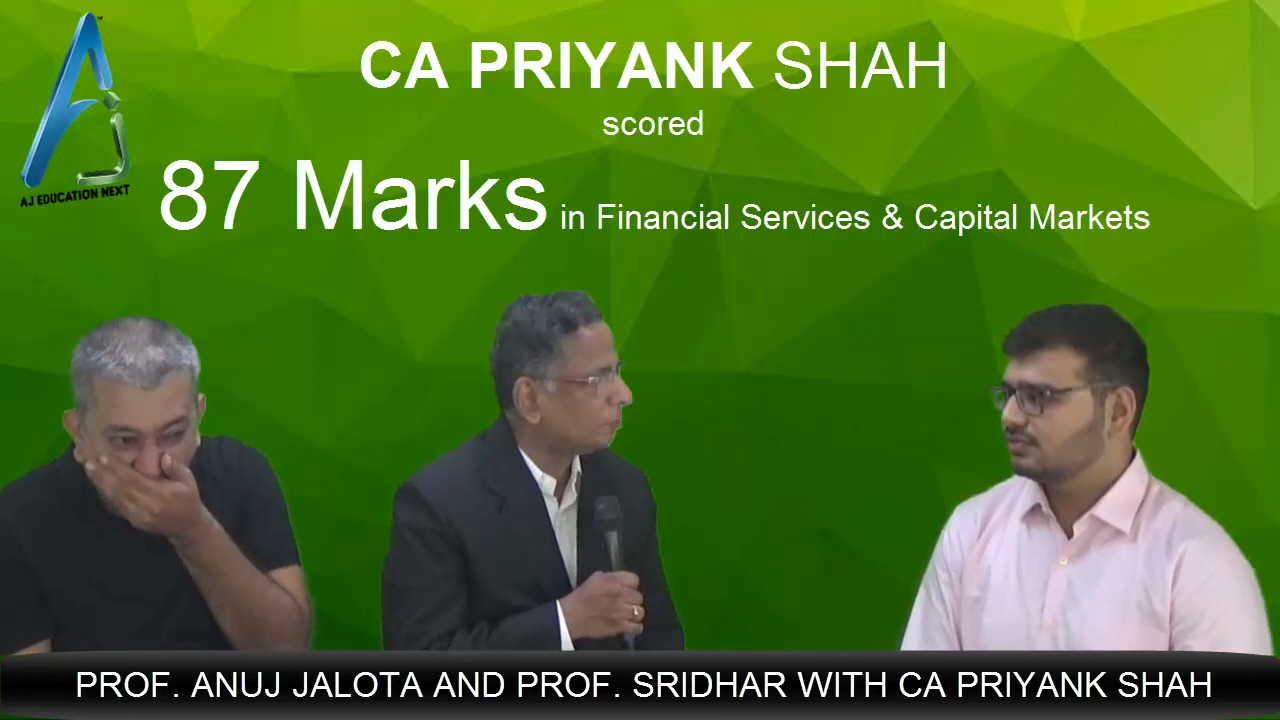 AJ EDUCATION NEXT
CA PRIYANK SHAH
scored
87 Marks in Financial Services & Capital Markets
PROF. ANUJ JALOTA AND PROF. SRIDHAR WITH CA PRIYANK SHAH